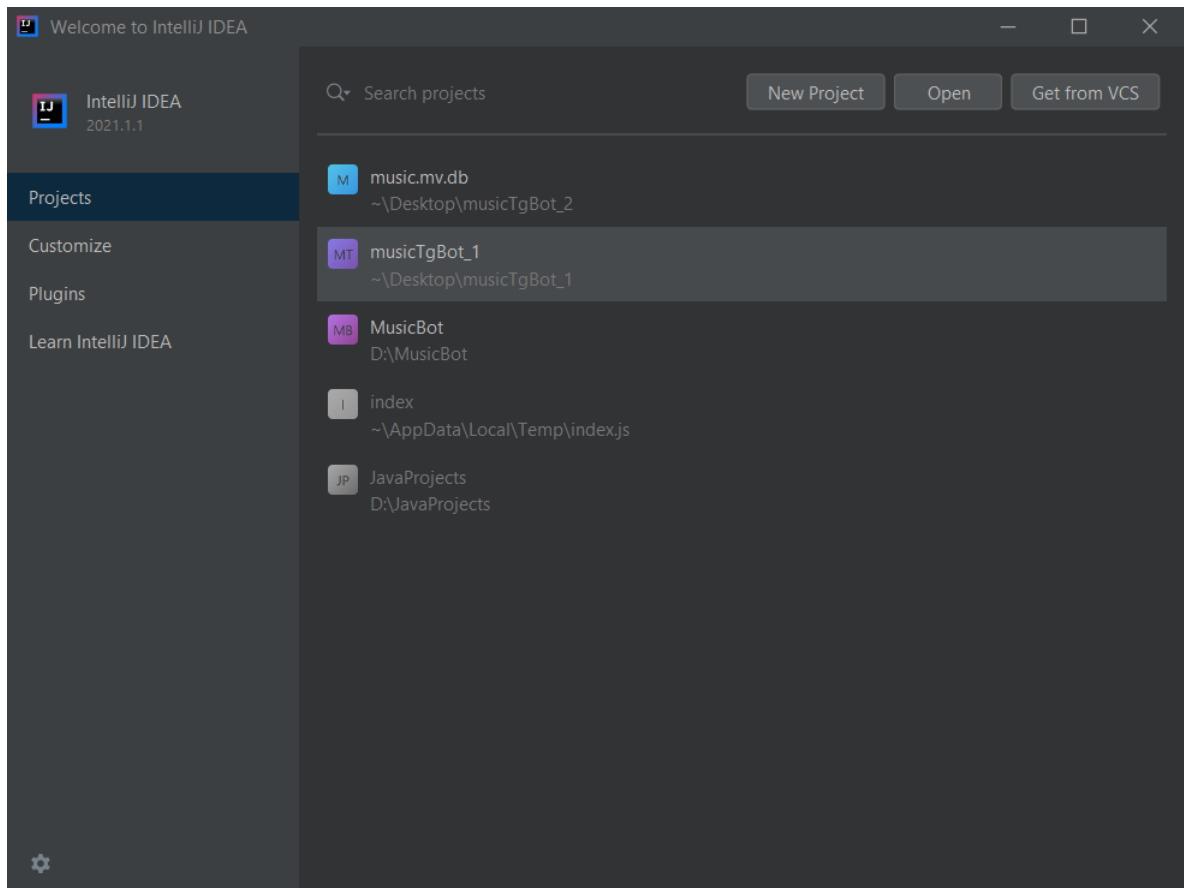 Welcome to IntelliJ IDEA
IntelliJ IDEA
2021.1.1
Projects
Customize
Plugins
Learn IntelliJ IDEA
Search projects
New Project
Open
Get from VCS
M
music.mv.db
~\Desktop\musicTgBot_2
MT
musicTgBot_1
~\Desktop\musicTgBot_1
MB
MusicBot
D:\MusicBot
I
index
~\AppData\Local\Temp\index.js
JP
JavaProjects
D:\JavaProjects